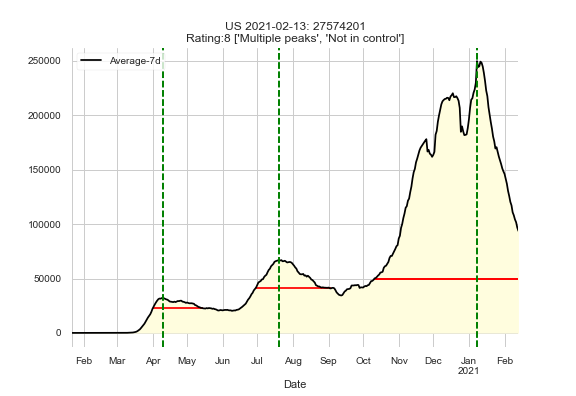 US 2021-02-13: 27574201
Rating:8 ['Multiple peaks', 'Not in control']
Average-7d
250000
200000
150000
100000
50000
0
Feb Mar Apr May Jun Jul Aug Sep Oct Nov Dec Jan Feb
2021
Date